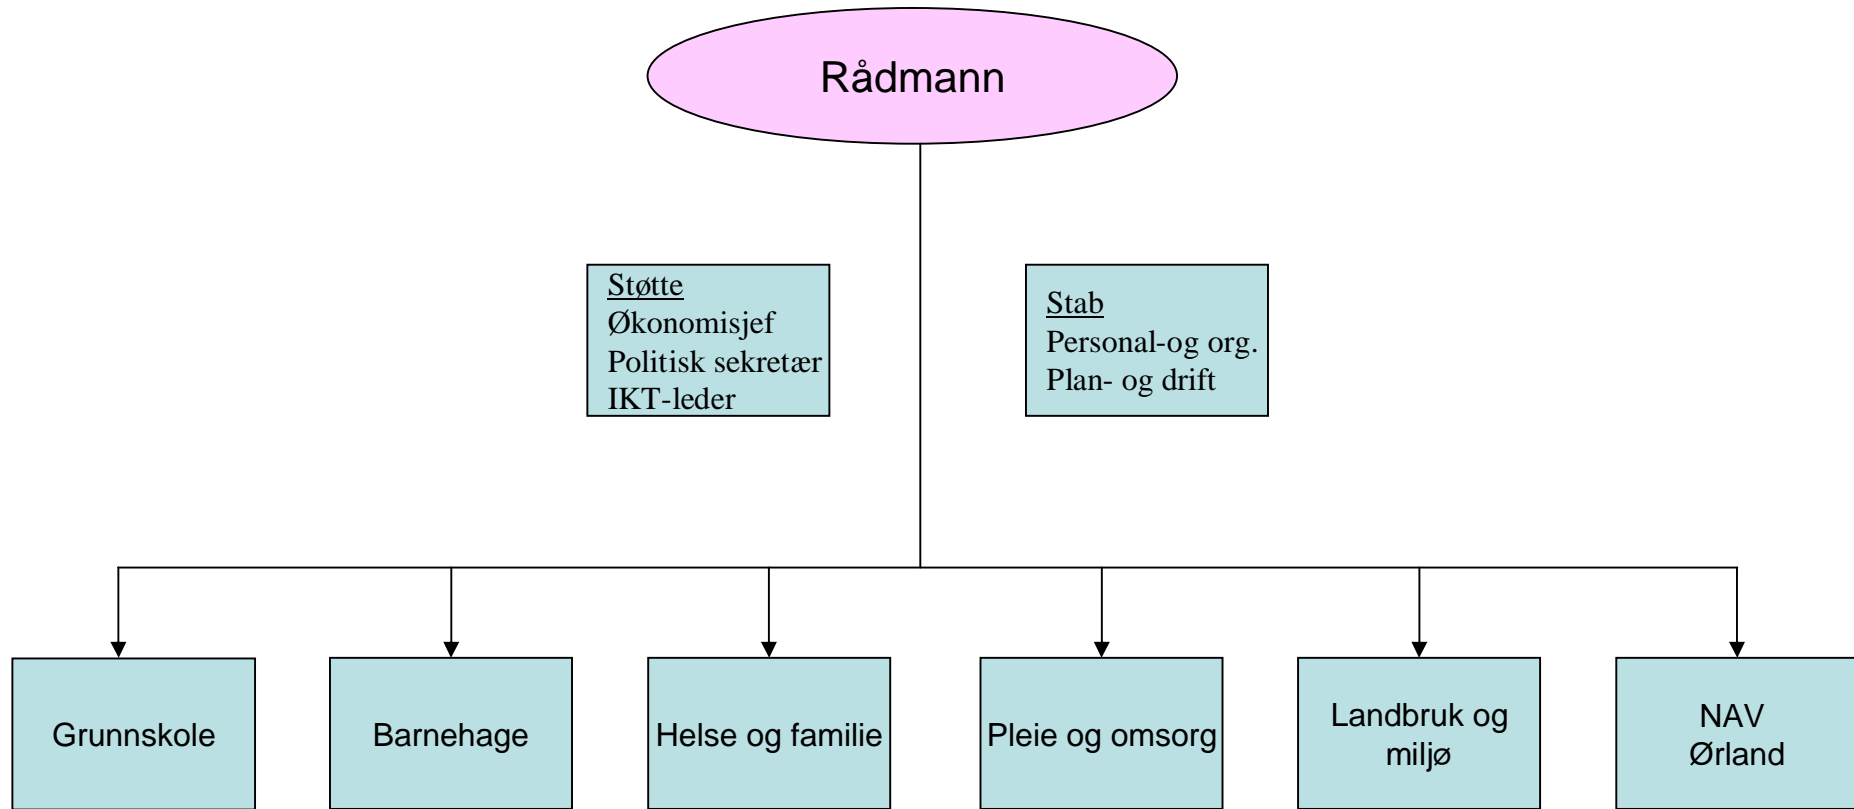 Rådmann
Støtte
Økonomisjef
Politisk sekretær
IKT-leder
Stab
Personal-og org.
Plan- og drift
Grunnskole
Barnehage
Helse og familie
Pleie og omsorg
Landbruk og
miljø
NAV
Ørland